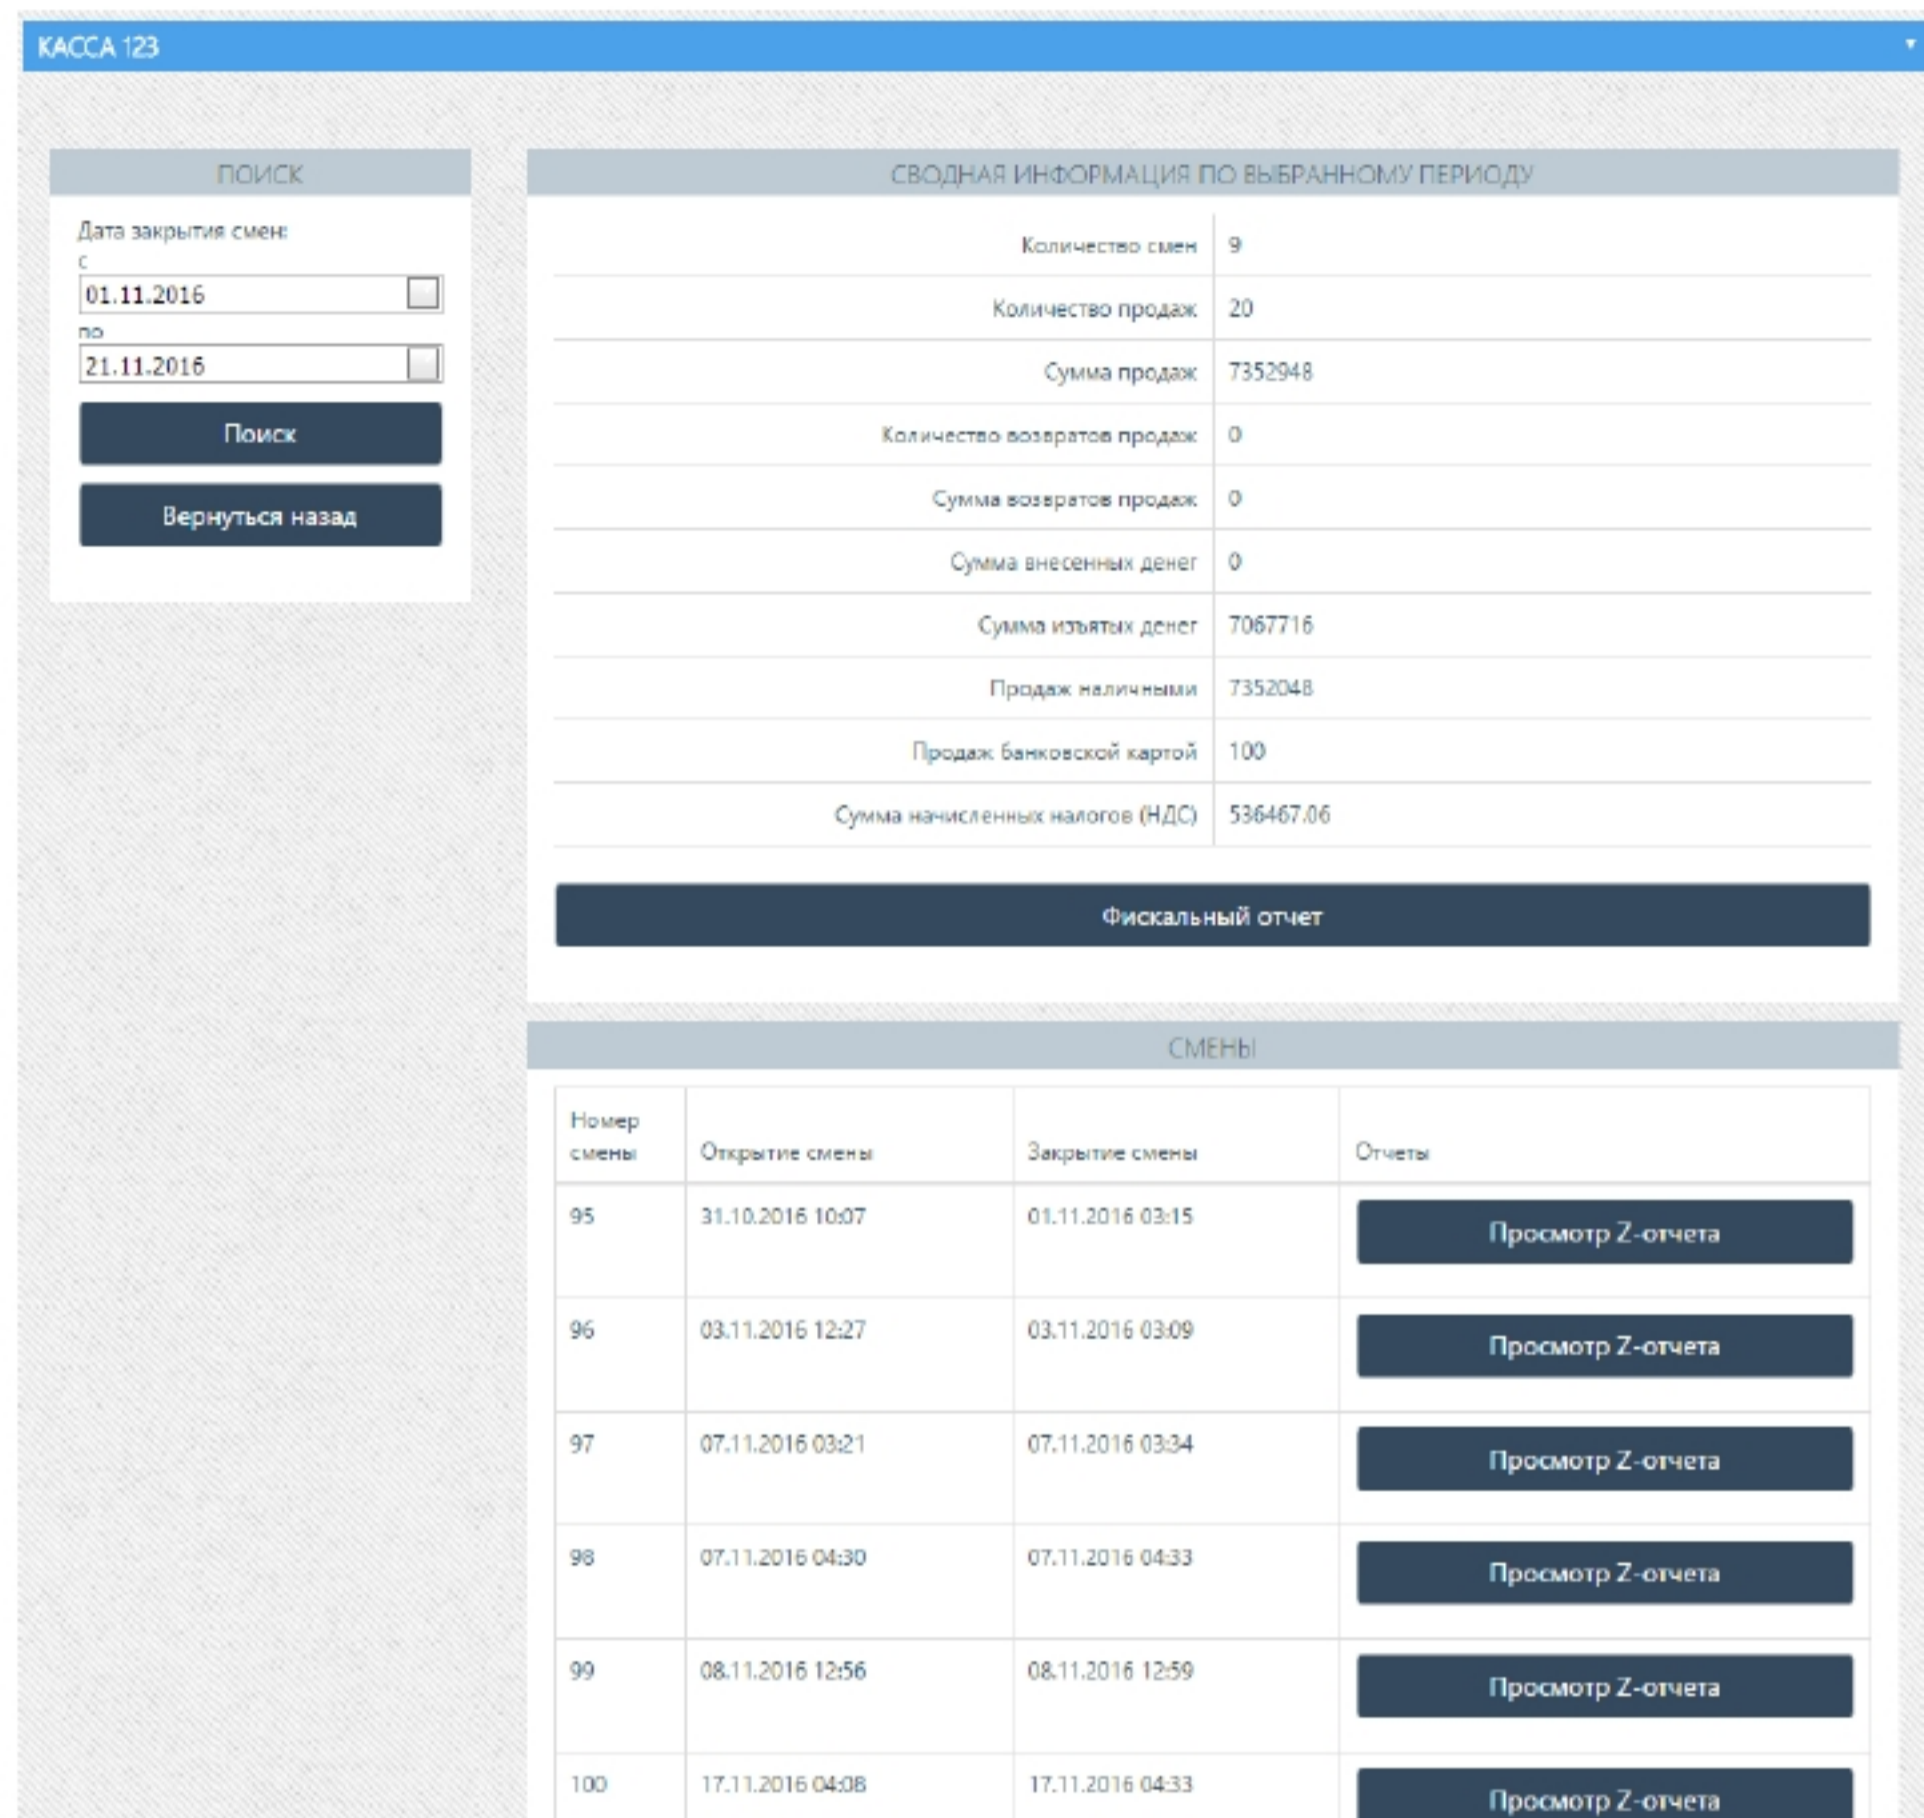 КАССА 123
ПОИСК
Дата закрытия смен:
с
01.11.2016
по
21.11.2016
Поиск
Вернуться назад
СВОДНАЯ ИНФОРМАЦИЯ ПО ВЫБРАННОМУ ПЕРИОДУ
Количество смен 9
Количество продаж 20
Сумма продаж 7352948
Количество возвратов продаж 0
Сумма возвратов продаж 0
Сумма внесенных денег 0
Сумма изъятых денег 7067716
Продаж наличными 7352048
Продаж банковской картой 100
Сумма начисленных налогов (НДС) 536467.06
Фискальный отчет
СМЕНЫ
Номер
смены Открытие смены Закрытие смены Отчеты
95 31.10.2016 10:07 01.11.2016 03:15 Просмотр Z-отчета
96 03.11.2016 12:27 03.11.2016 03:09 Просмотр Z-отчета
97 07.11.2016 03:21 07.11.2016 03:34 Просмотр Z-отчета
98 07.11.2016 04:30 07.11.2016 04:33 Просмотр Z-отчета
99 08.11.2016 12:56 08.11.2016 12:59 Просмотр Z-отчета
100 17.11.2016 04:08 17.11.2016 04:33 Просмотр Z-отчета